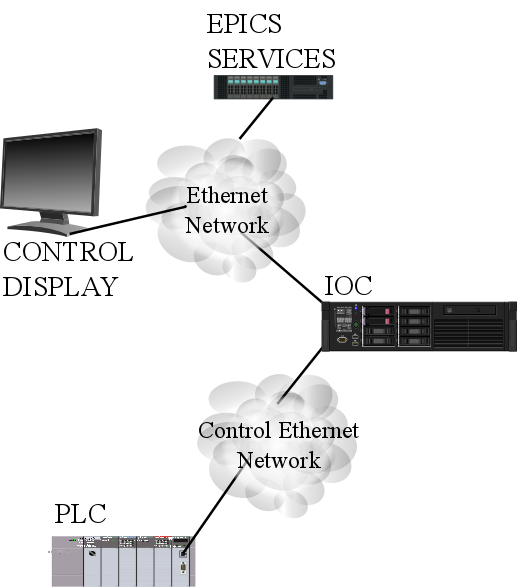 EPICS
SERVICES
Ethernet
Network
CONTROL
DISPLAY
IOC
Control Ethernet
Network
PLC